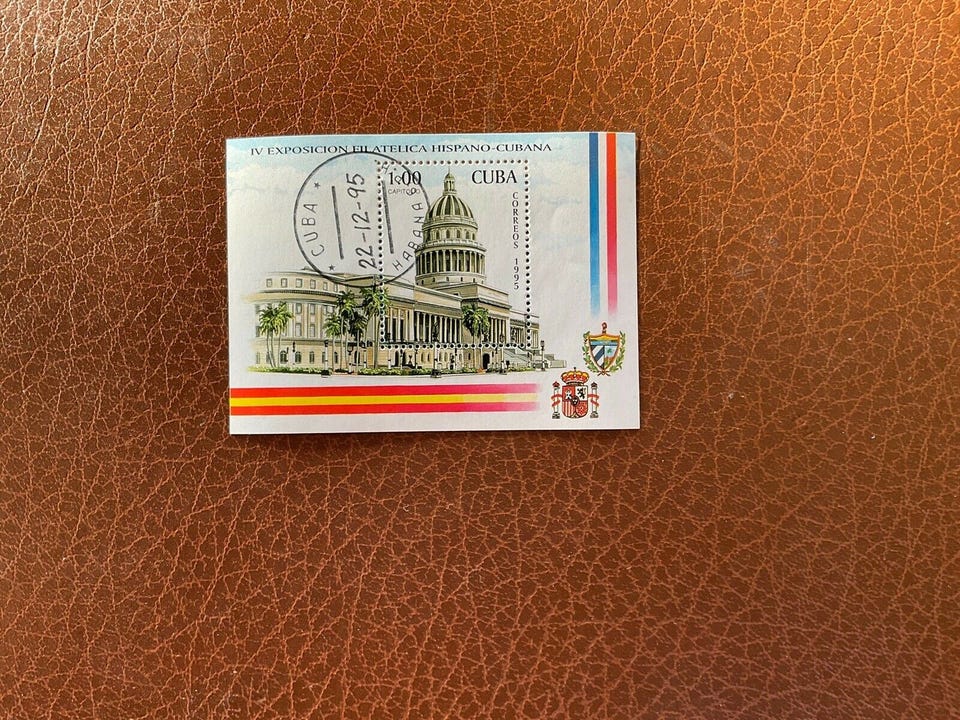 IV EXPOSICION FILATELICA HISPANO-CUBANA
1.00 CUBA
CAPITOLIO
CORREOS 1995
CUBA
22-12-95
HABANA